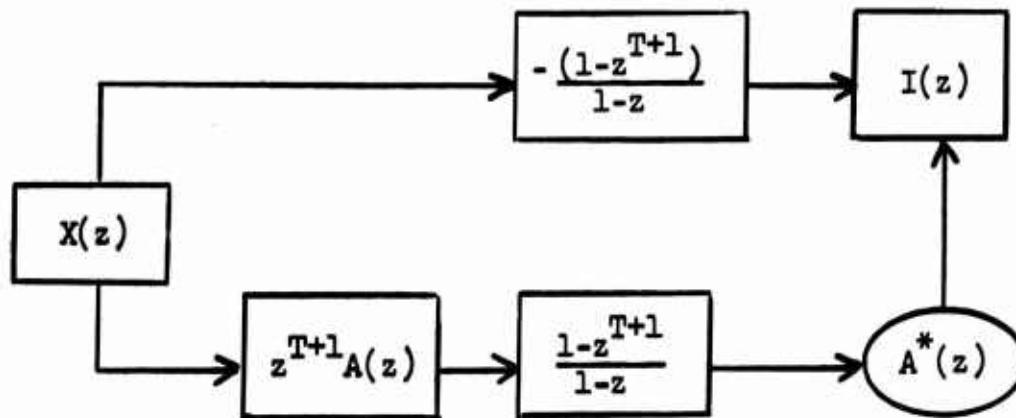 -(1-z^{T+1})
1-z
I(z)
X(z)
z^{T+1}A(z)
1-z^{T+1}
1-z
A^*(z)